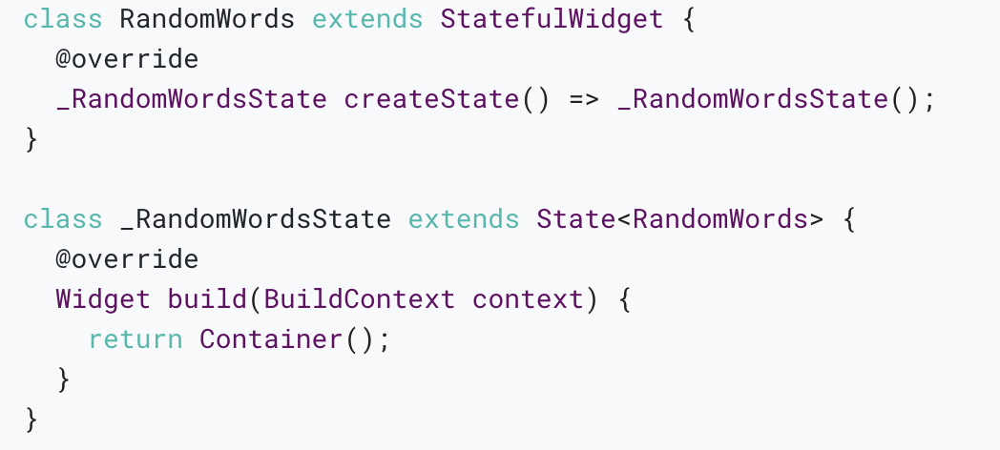 class RandomWords extends StatefulWidget {
  @override
  _RandomWordsState createState() => _RandomWordsState();
}

class _RandomWordsState extends State<RandomWords> {
  @override
  Widget build(BuildContext context) {
    return Container();
  }
}